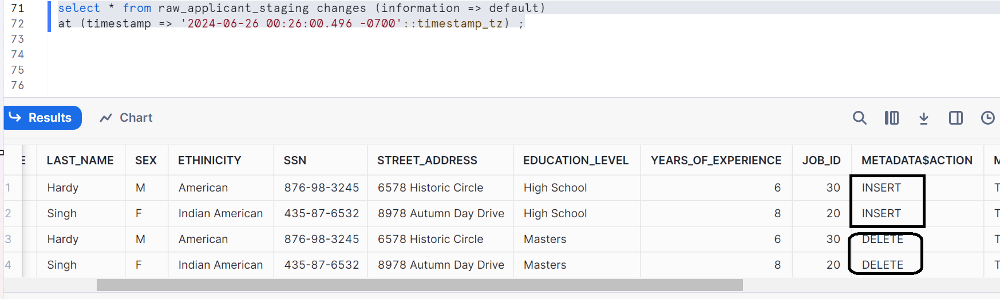 71 select * from raw_applicant_staging changes (information => default)
72 at (timestamp => '2024-06-26 00:26:00.496 -0700'::timestamp_tz) ;
73
74
75
76
Results Chart
E LAST_NAME SEX ETHINICITY SSN STREET_ADDRESS EDUCATION_LEVEL YEARS_OF_EXPERIENCE JOB_ID METADATA$ACTION M
1 Hardy M American 876-98-3245 6578 Historic Circle High School 6 30 INSERT T
2 Singh F Indian American 435-87-6532 8978 Autumn Day Drive High School 8 20 INSERT T
3 Hardy M American 876-98-3245 6578 Historic Circle Masters 6 30 DELETE T
4 Singh F Indian American 435-87-6532 8978 Autumn Day Drive Masters 8 20 DELETE T